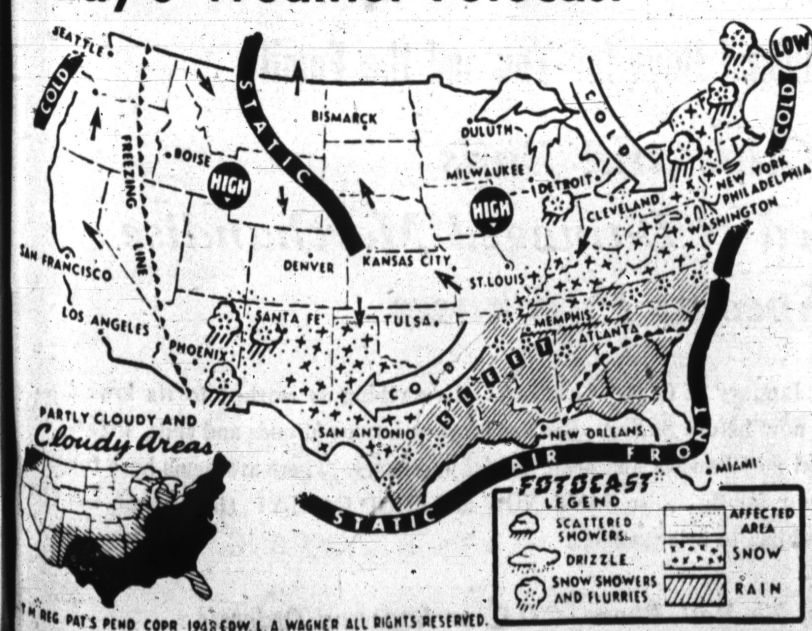 Weather Forecast
SEATTLE
COLD
FREEZING LINE
STATIC
BISMARCK
DULUTH
COLD
LOW
COLD
BOISE
HIGH
MILWAUKEE
HIGH
DETROIT
CLEVELAND
NEW YORK
PHILADELPHIA
WASHINGTON
SAN FRANCISCO
DENVER
KANSAS CITY
ST. LOUIS
LOS ANGELES
PHOENIX
SANTA FE
TULSA
MEMPHIS
ATLANTA
COLD
SLEET
SAN ANTONIO
NEW ORLEANS
MIAMI
STATIC AIR FRONT
PARTLY CLOUDY AND
Cloudy Areas
FOTOCAST
LEGEND
SCATTERED
SHOWERS
DRIZZLE
SNOW SHOWERS
AND FLURRIES
AFFECTED
AREA
SNOW
RAIN
REG PAT'S PEND COPR 1948 EDW. L. A. WAGNER ALL RIGHTS RESERVED.